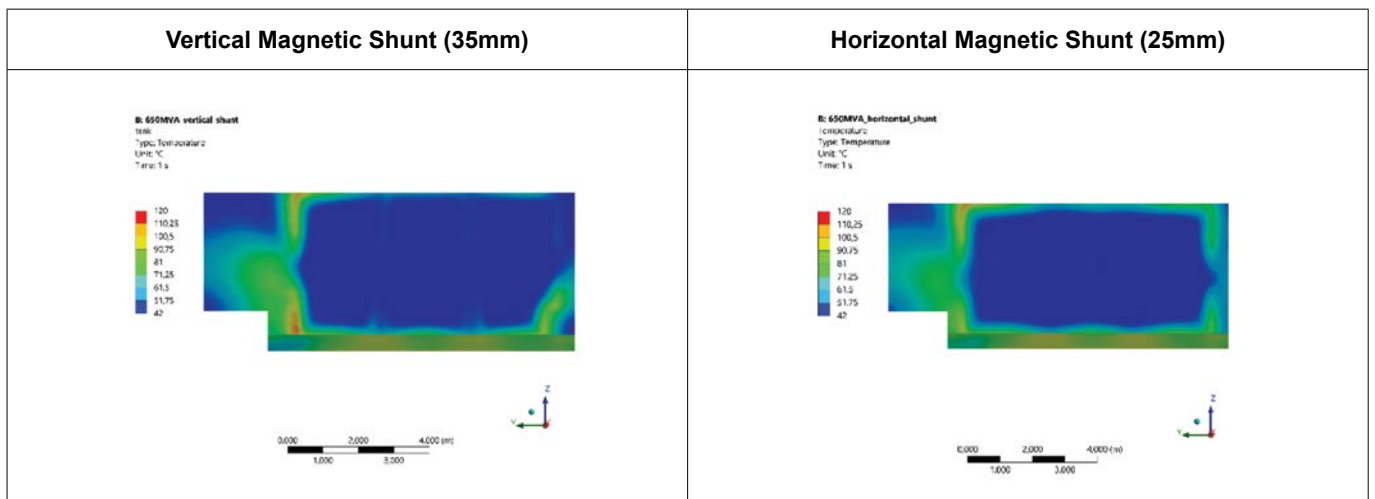 Vertical Magnetic Shunt (35mm)
B: 650MVA_vertical_shunt
tank
Type: Temperature
Unit: °C
Time: 1 s
120
110,25
100,5
90,75
81
71,25
61,5
51,75
42
Z
Y
X
0,000 2,000 4,000 (m)
1,000 3,000
Horizontal Magnetic Shunt (25mm)
B: 650MVA_horizontal_shunt
Temperature
Type: Temperature
Unit: °C
Time: 1 s
120
110,25
100,5
90,75
81
71,25
61,5
51,75
42
Z
Y
X
0,000 2,000 4,000 (m)
1,000 3,000